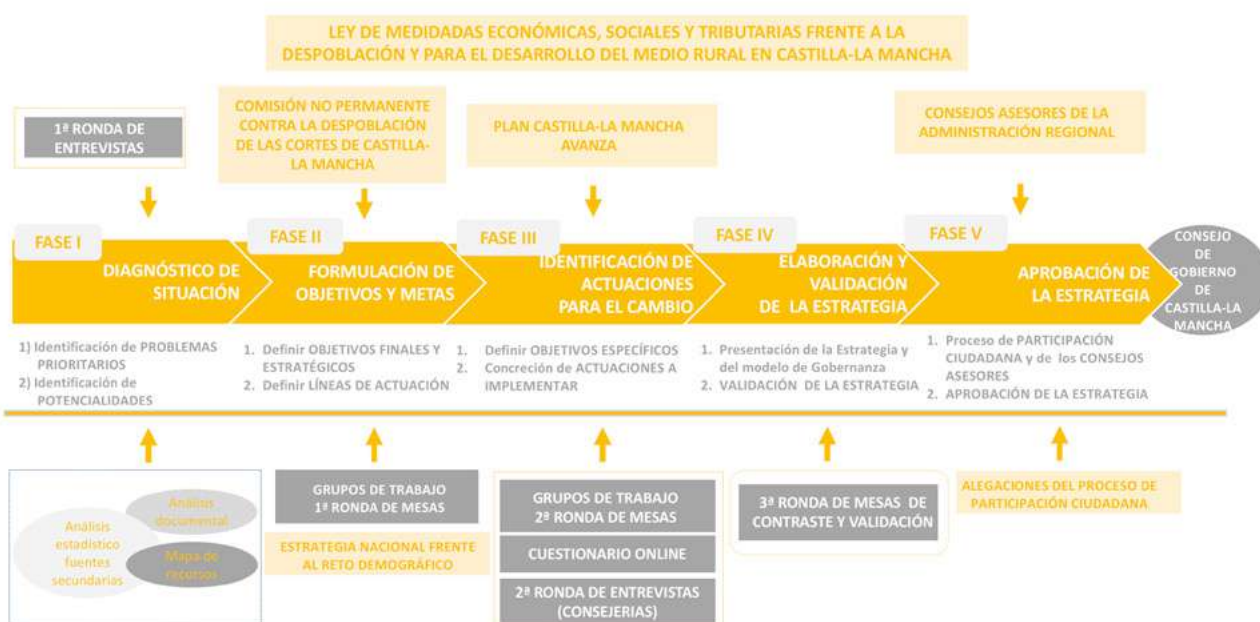 LEY DE MEDIDADAS ECONÓMICAS, SOCIALES Y TRIBUTARIAS FRENTE A LA
DESPOBLACIÓN Y PARA EL DESARROLLO DEL MEDIO RURAL EN CASTILLA-LA MANCHA
1ª RONDA DE
ENTREVISTAS
COMISIÓN NO PERMANENTE
CONTRA LA DESPOBLACIÓN
DE LAS CORTES DE CASTILLA-
LA MANCHA
PLAN CASTILLA-LA MANCHA
AVANZA
CONSEJOS ASESORES DE LA
ADMINISTRACIÓN REGIONAL
FASE I
DIAGNÓSTICO DE
SITUACIÓN
FASE II
FORMULACIÓN DE
OBJETIVOS Y METAS
FASE III
IDENTIFICACIÓN DE
ACTUACIONES
PARA EL CAMBIO
FASE IV
ELABORACIÓN Y
VALIDACIÓN
DE LA ESTRATEGIA
FASE V
APROBACIÓN DE
LA ESTRATEGIA
CONSEJO
DE
GOBIERNO
DE
CASTILLA-LA
MANCHA
1) Identificación de PROBLEMAS
PRIORITARIOS
2) Identificación de
POTENCIALIDADES
1. Definir OBJETIVOS FINALES Y
ESTRATÉGICOS
2. Definir LÍNEAS DE ACTUACIÓN
1. Definir OBJETIVOS ESPECÍFICOS
2. Concreción de ACTUACIONES A
IMPLEMENTAR
1. Presentación de la Estrategia y
del modelo de Gobernanza
2. VALIDACIÓN DE LA ESTRATEGIA
1. Proceso de PARTICIPACIÓN
CIUDADANA y de los CONSEJOS
ASESORES
2. APROBACIÓN DE LA ESTRATEGIA
Análisis
estadístico
fuentes
secundarias
Análisis
documental
Mapa de
recursos
GRUPOS DE TRABAJO
1ª RONDA DE MESAS
ESTRATEGIA NACIONAL FRENTE
AL RETO DEMOGRÁFICO
GRUPOS DE TRABAJO
2ª RONDA DE MESAS
CUESTIONARIO ONLINE
2ª RONDA DE ENTREVISTAS
(CONSEJERIAS)
3ª RONDA DE MESAS DE
CONTRASTE Y VALIDACIÓN
ALEGACIONES DEL PROCESO DE
PARTICIPACIÓN CIUDADANA